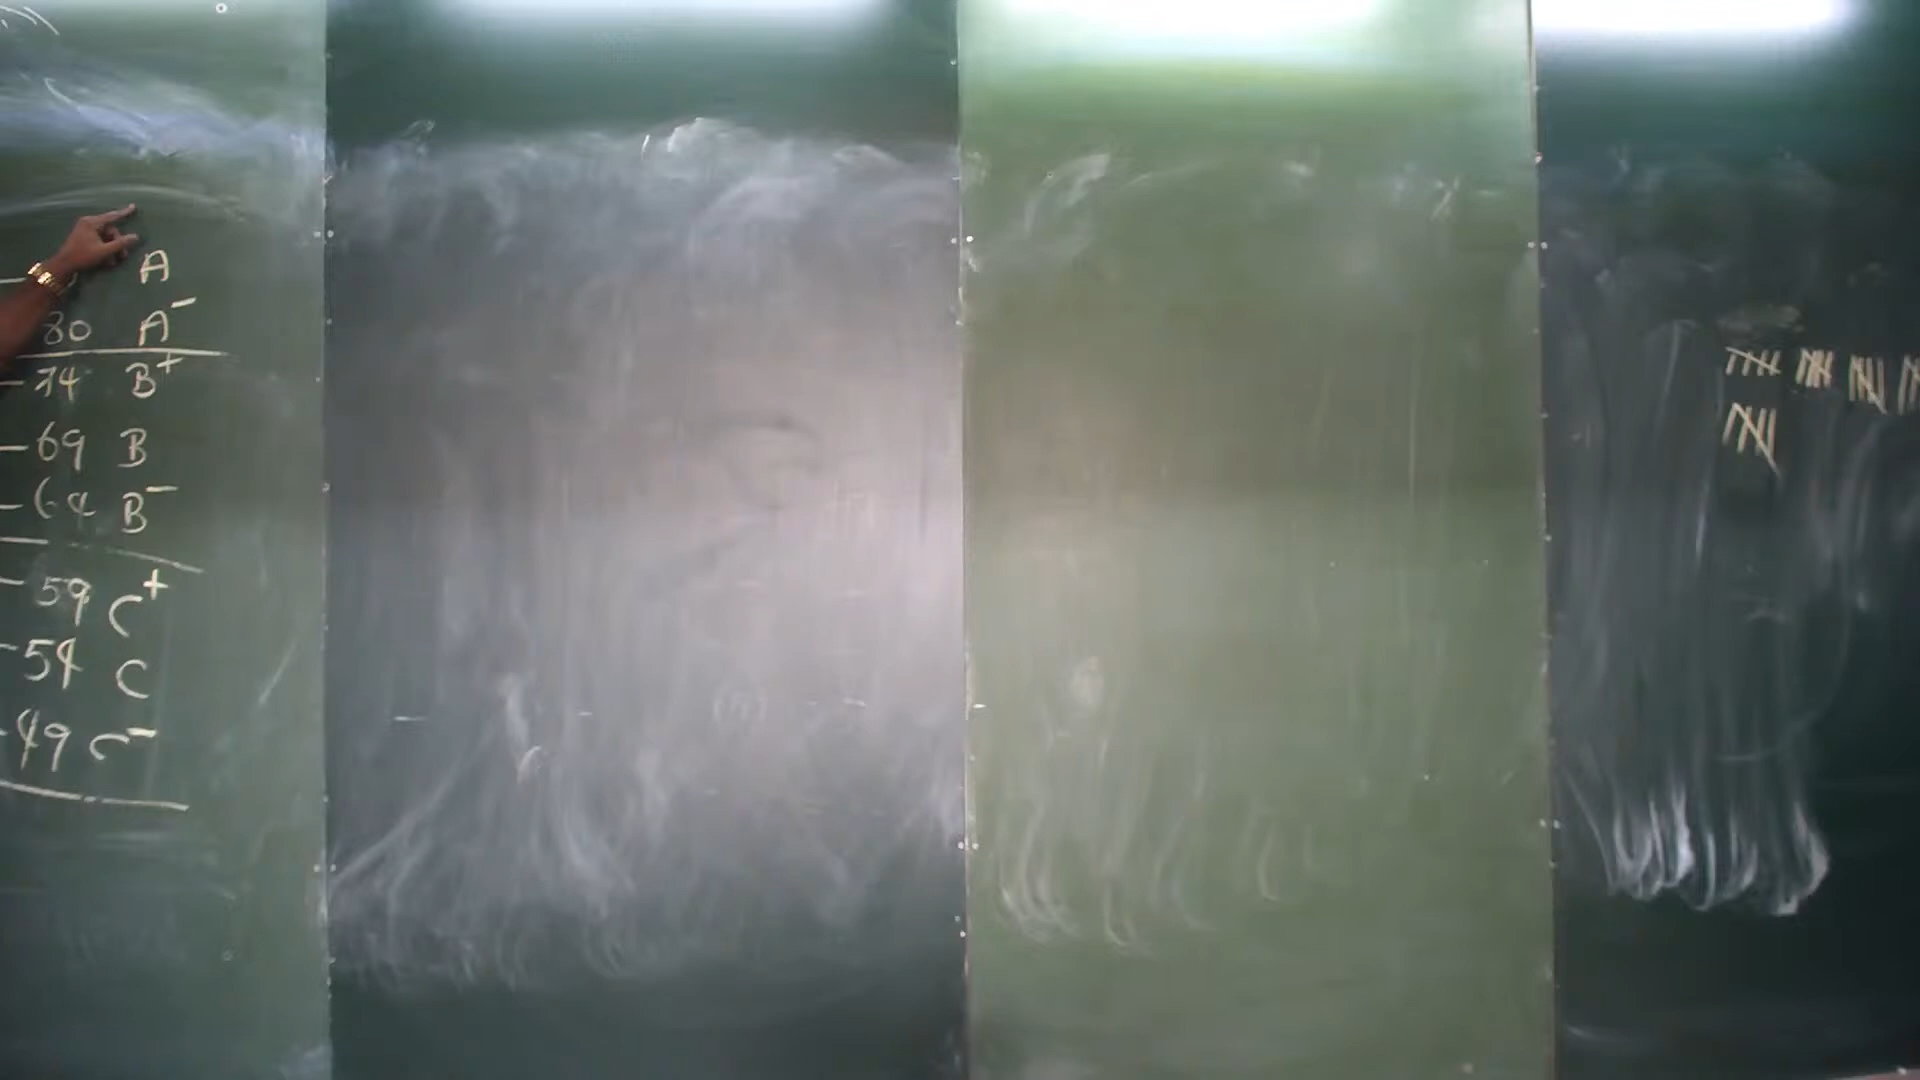 A
80 A-
- 74 B+
- 69 B
- 64 B-
- 59 C+
- 54 C
- 49 C-